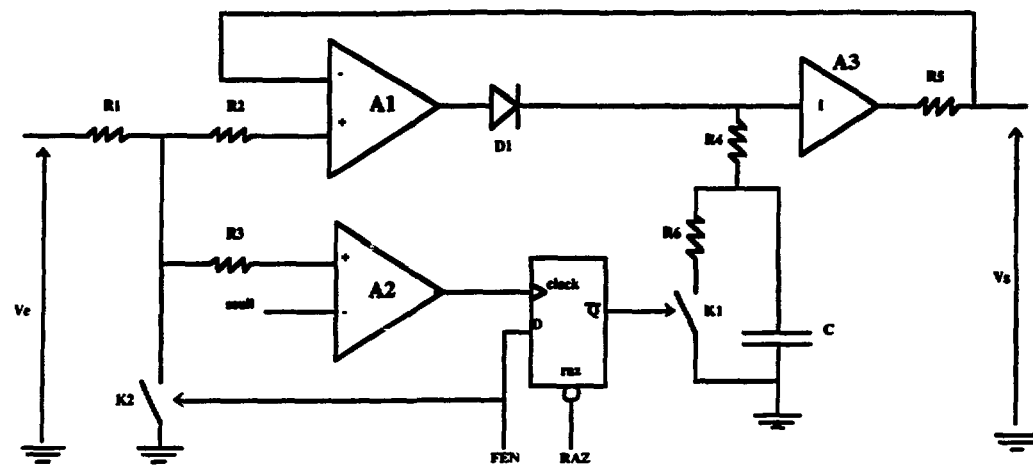 A3
R5
-
A1
R1
R2
+
D1
1
R4
R3
+
A2
seuil
-
clock
D
Q
raz
R6
K1
C
Ve
Vs
K2
FEN
RAZ